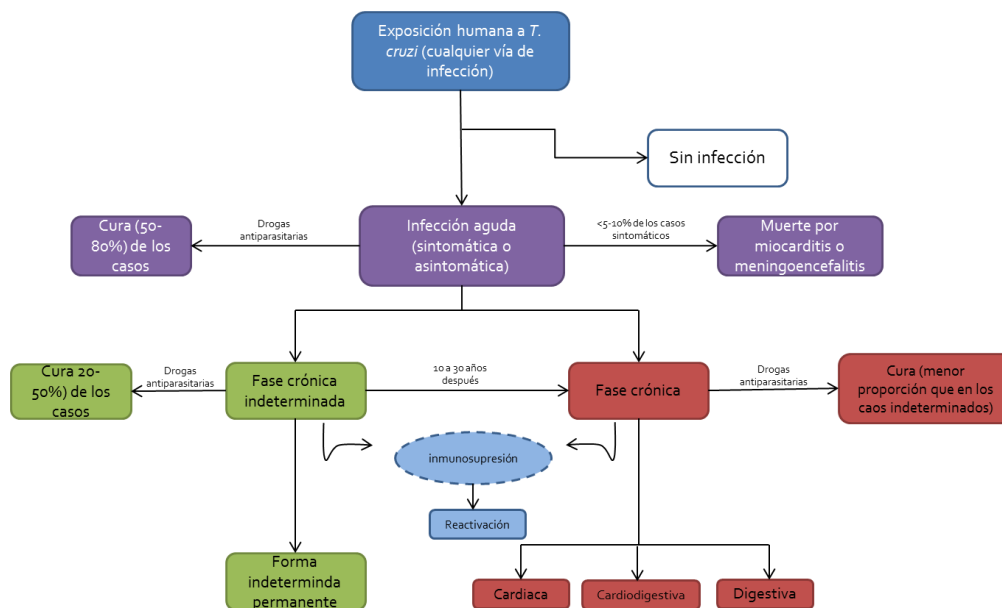 Exposición humana a T.
cruzi (cualquier vía de
infección)
Sin infección
Cura (50-
80%) de los
casos
Drogas
antiparasitarias
Infección aguda
(sintomática o
asintomática)
<5-10% de los casos
sintomáticos
Muerte por
miocarditis o
meningoencefalitis
Cura 20-
50%) de los
casos
Drogas
antiparasitarias
Fase crónica
indeterminada
10 a 30 años
después
Fase crónica
Drogas
antiparasitarias
Cura (menor
proporción que en los
caos indeterminados)
inmunosupresión
Reactivación
Forma
indeterminda
permanente
Cardiaca
Cardiodigestiva
Digestiva